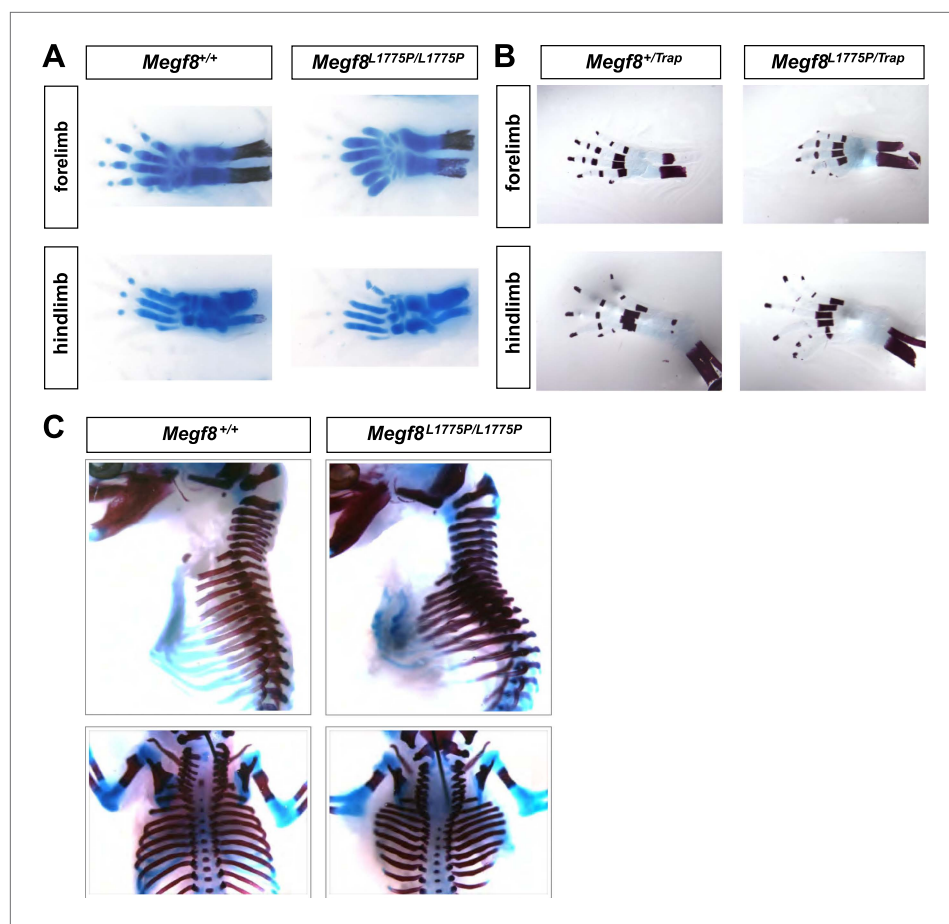 A
Megf8+/+
Megf8L1775P/L1775P
forelimb
hindlimb
B
Megf8+/Trap
Megf8L1775P/Trap
forelimb
hindlimb
C
Megf8+/+
Megf8L1775P/L1775P